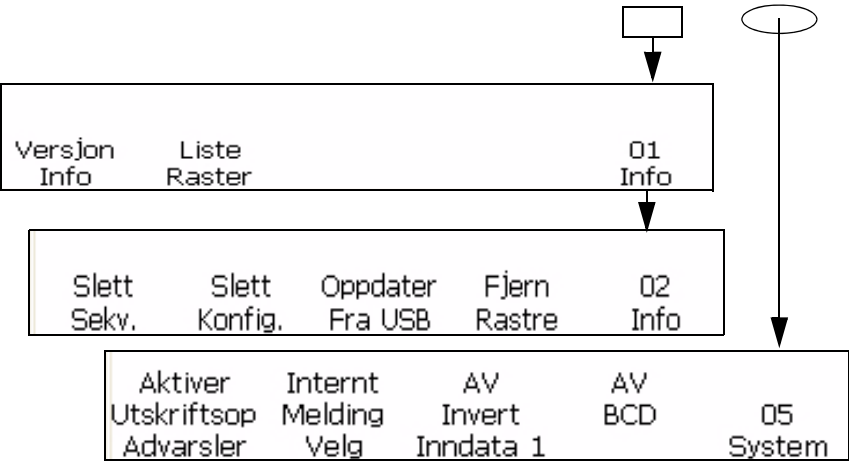 Versjon Liste 01
Info Raster Info
Slett Slett Oppdater Fjern 02
Sekv. Konfig. Fra USB Rastre Info
Aktiver Internt AV AV
Utskriftsop Melding Invert BCD 05
Advarsler Velg Inndata 1 System